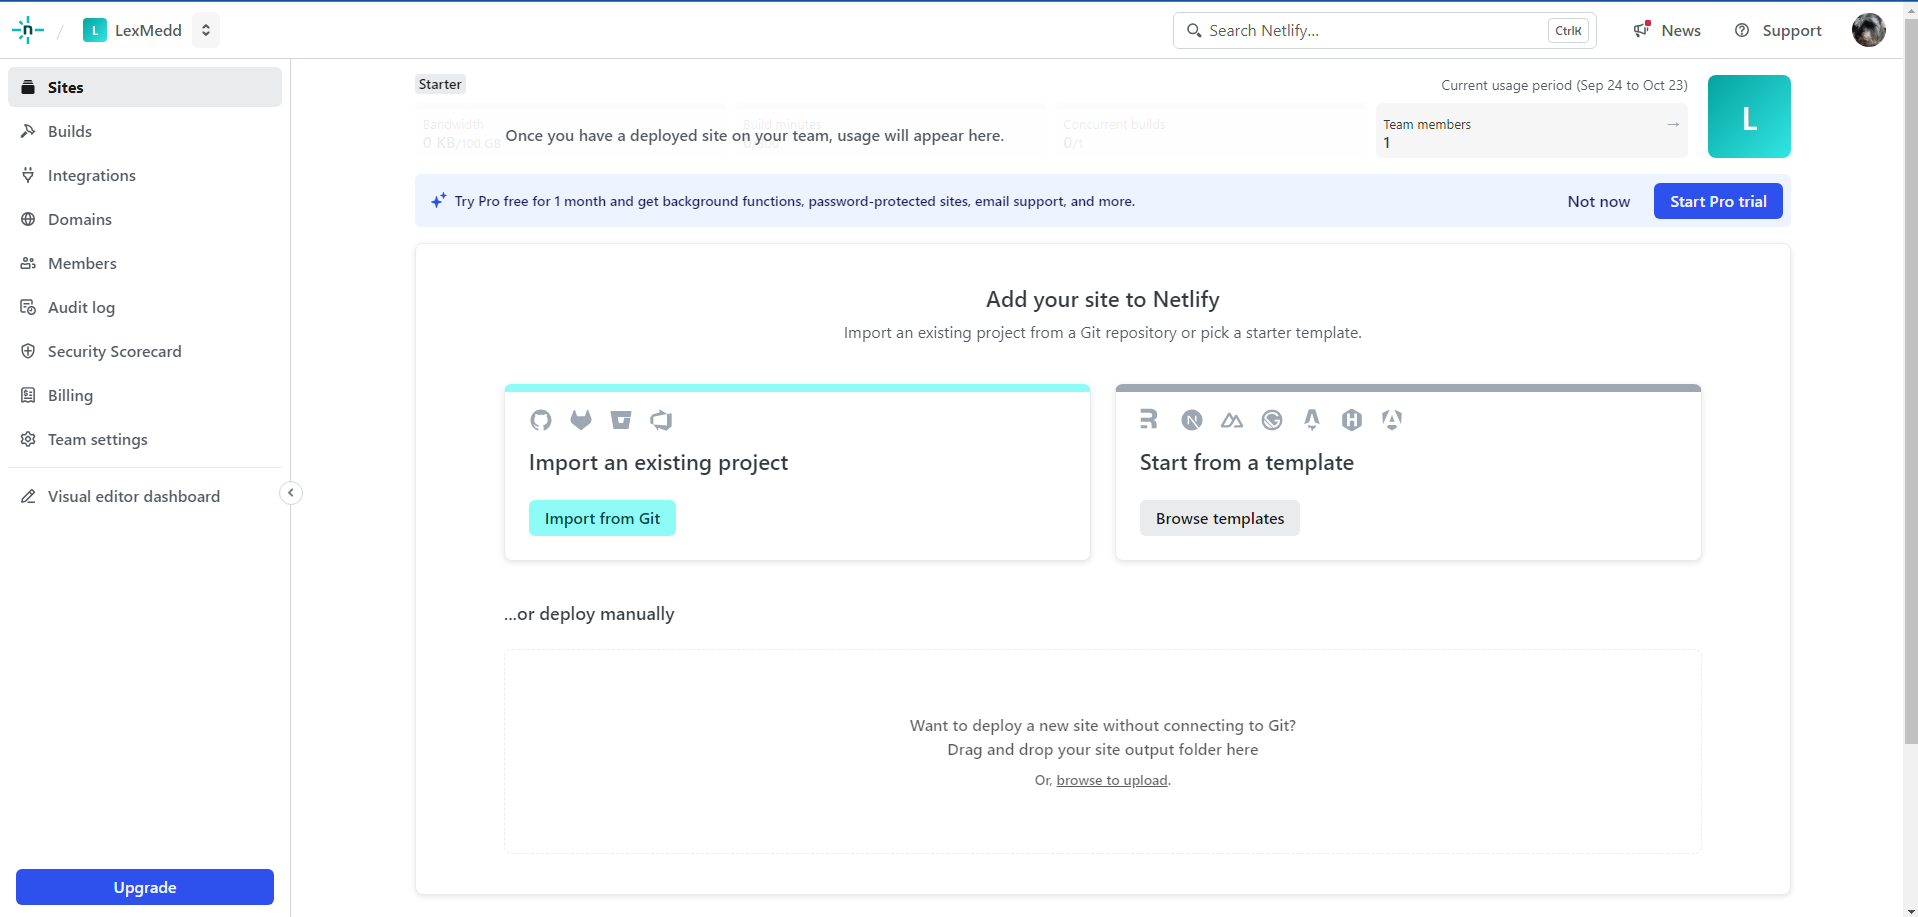 n / L LexMedd
Search Netlify... CtrlK
News
Support
Sites
Builds
Integrations
Domains
Members
Audit log
Security Scorecard
Billing
Team settings
Visual editor dashboard
Upgrade
Starter
Current usage period (Sep 24 to Oct 23)
Bandwidth
0 KB/100 GB
Build minutes
Concurrent builds
0/1
Once you have a deployed site on your team, usage will appear here.
Team members →
1
L
Try Pro free for 1 month and get background functions, password-protected sites, email support, and more.
Not now
Start Pro trial
Add your site to Netlify
Import an existing project from a Git repository or pick a starter template.
Import an existing project
Import from Git
Start from a template
Browse templates
...or deploy manually
Want to deploy a new site without connecting to Git?
Drag and drop your site output folder here
Or, browse to upload.